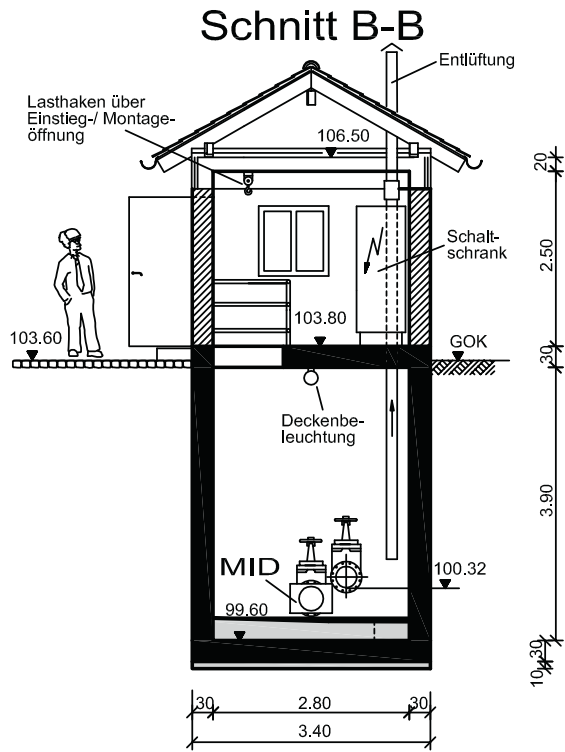 Schnitt B-B
Entlüftung
Lasthaken über
Einstieg-/ Montage-
öffnung
106.50
20
2.50
Schalt-
schrank
103.60
103.80
GOK
30
Deckenbe-
leuchtung
3.90
MID
100.32
99.60
30
10
30
2.80
30
3.40